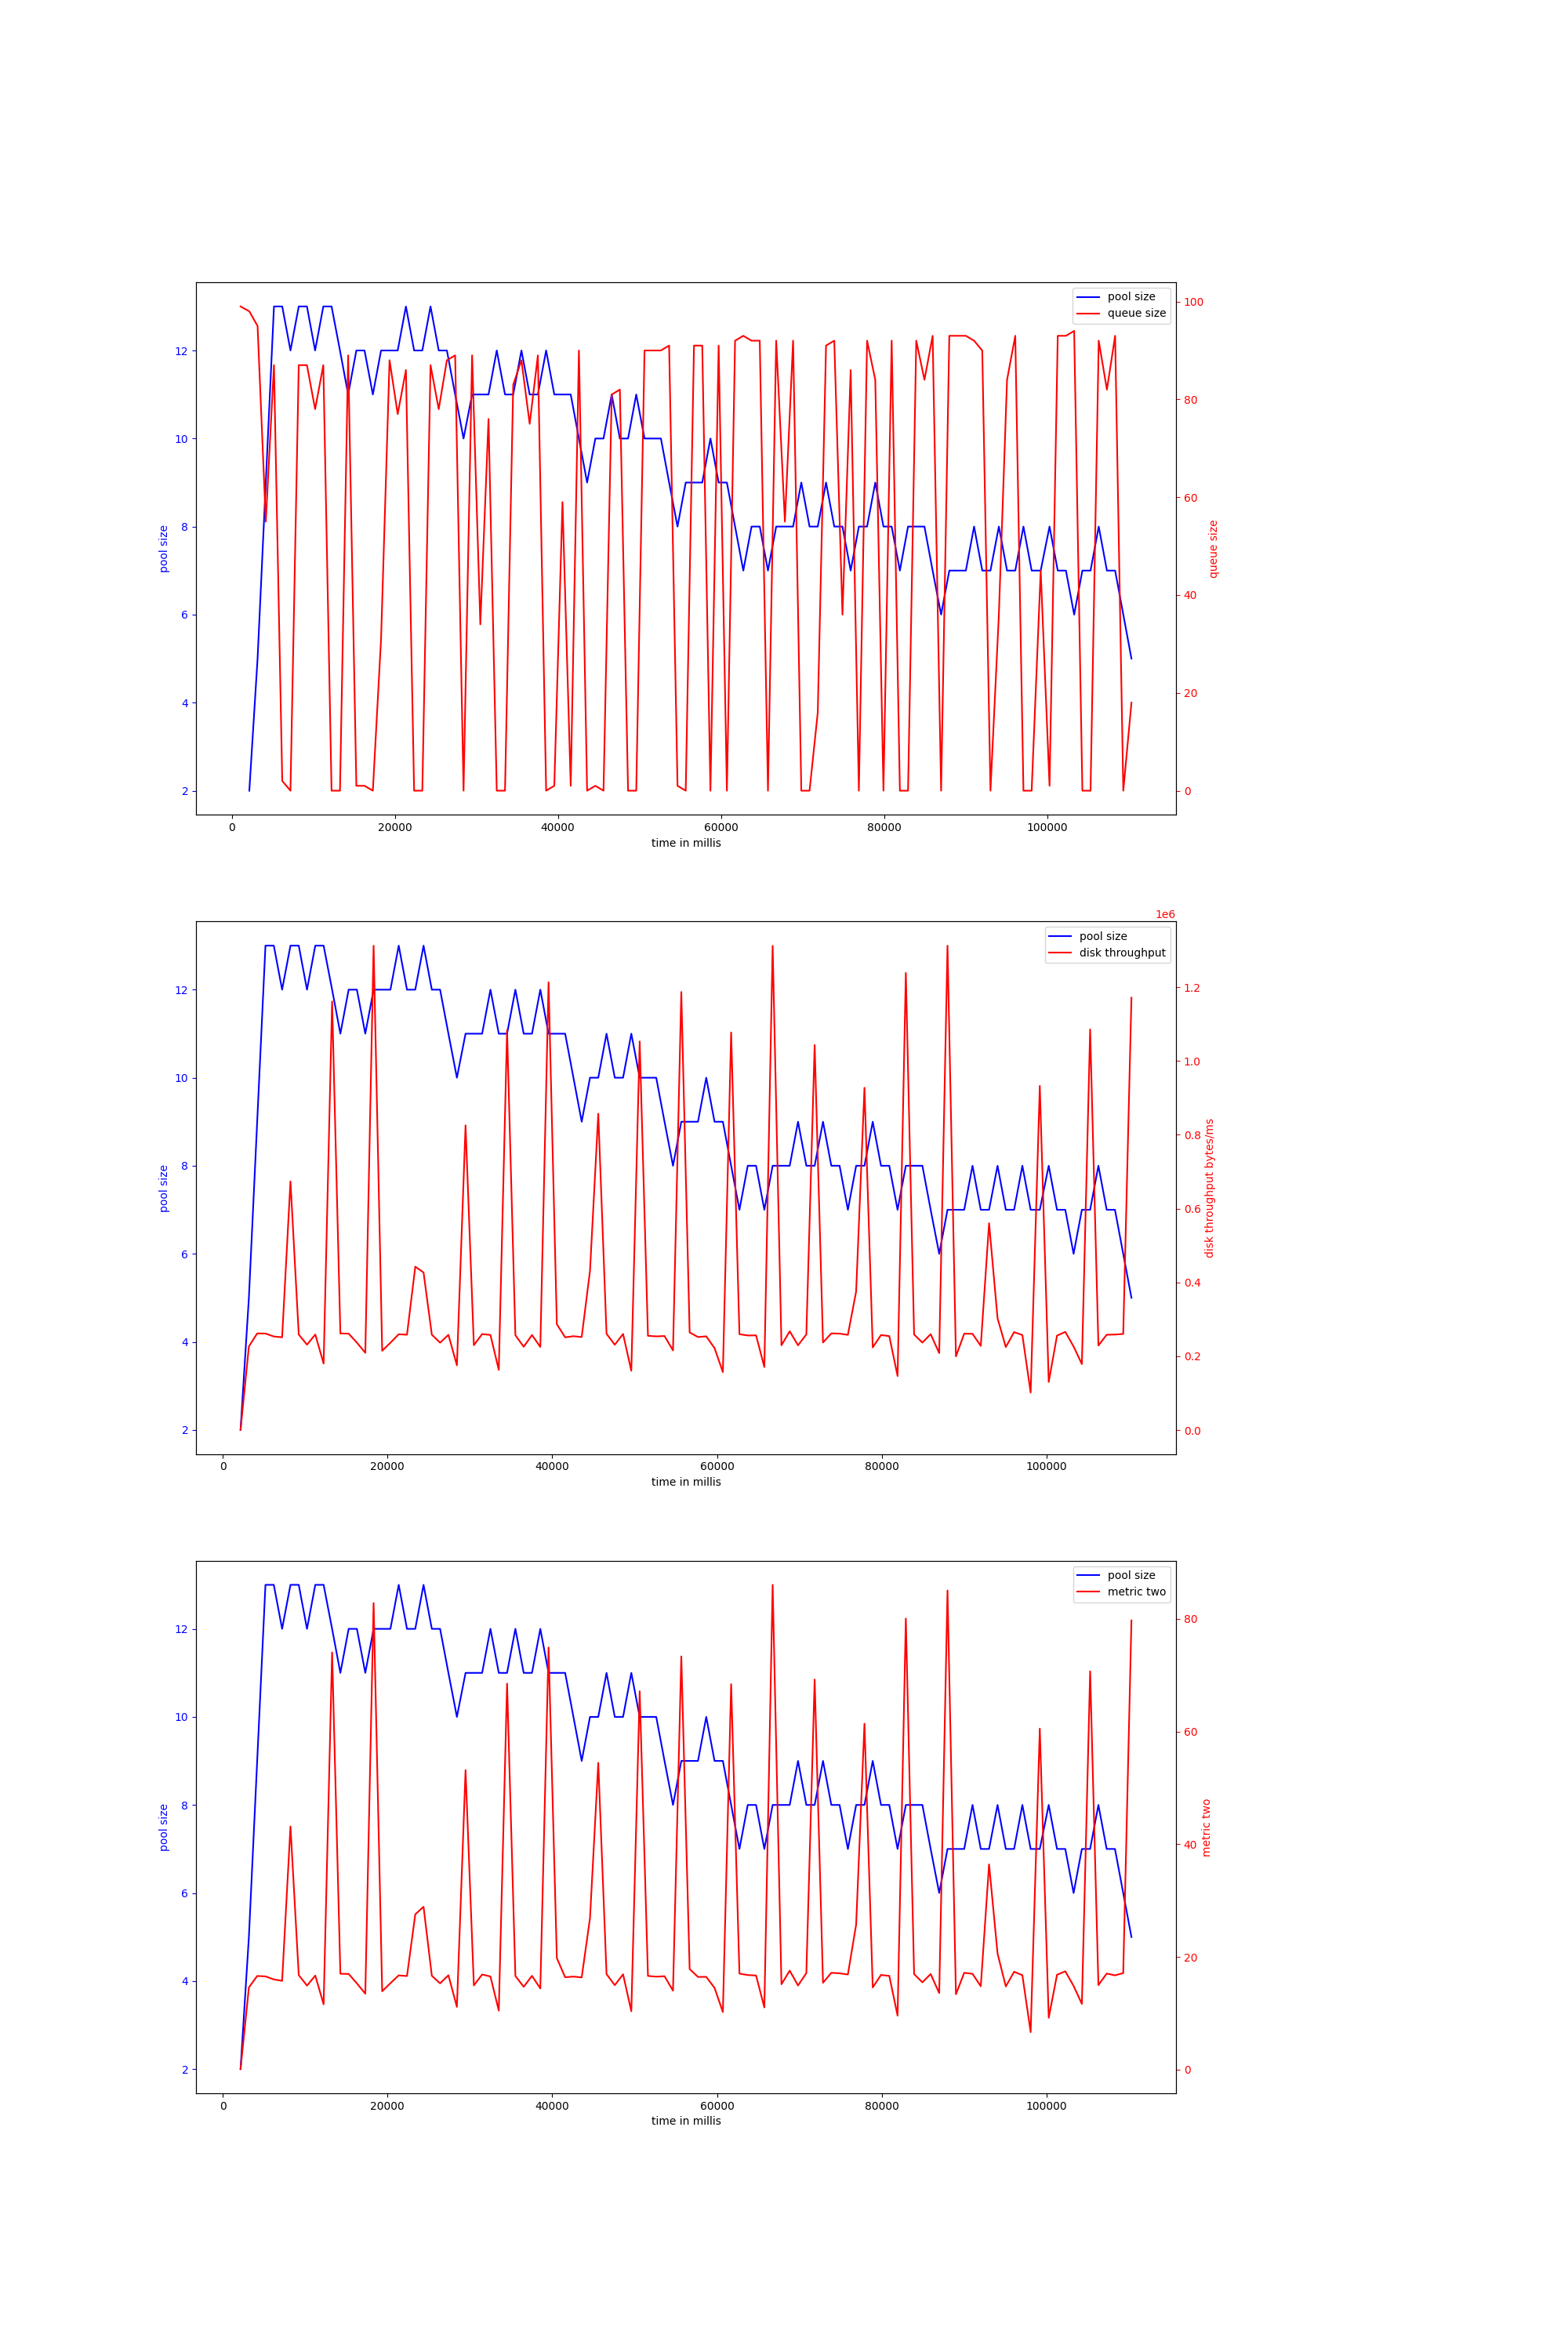 pool size
queue size
12
10
8
6
4
2
pool size
100
80
60
40
20
0
queue size
0 20000 40000 60000 80000 100000
time in millis
1e6
pool size
disk throughput
12
10
8
6
4
2
pool size
1.2
1.0
0.8
0.6
0.4
0.2
0.0
disk throughput bytes/ms
0 20000 40000 60000 80000 100000
time in millis
pool size
metric two
12
10
8
6
4
2
pool size
80
60
40
20
0
metric two
0 20000 40000 60000 80000 100000
time in millis